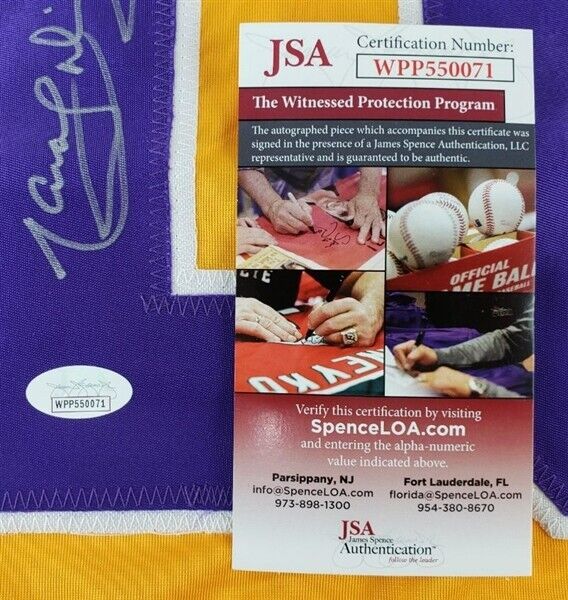 JSA
Certification Number:
WPP550071
The Witnessed Protection Program
The autographed piece which accompanies this certificate was
signed in the presence of a James Spence Authentication, LLC
representative and is guaranteed to be authentic.
OFFICIAL
ME BALL
MEYKO
WPP550071
Verify this certification by visiting
SpenceLOA.com
and entering the alpha-numeric
value indicated above.
Parsippany, NJ
info@SpenceLOA.com
973-898-1300
Fort Lauderdale, FL
florida@SpenceLOA.com
954-380-8670
JSA
James Spence
Authentication
follow the leader